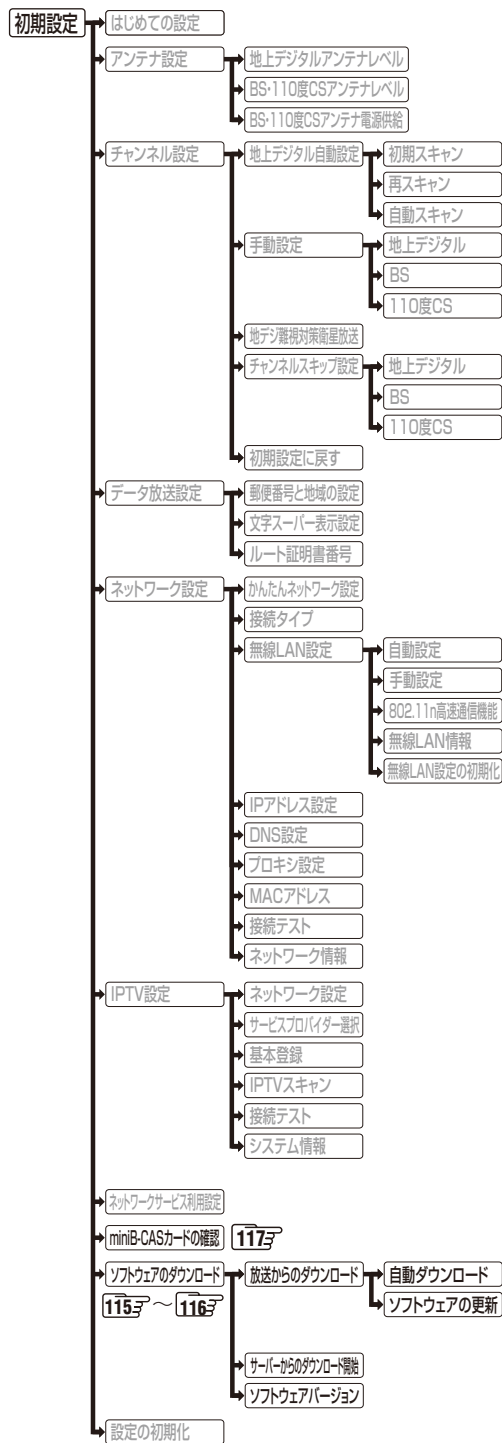 初期設定
はじめての設定
アンテナ設定
地上デジタルアンテナレベル
BS・110度CSアンテナレベル
BS・110度CSアンテナ電源供給
チャンネル設定
地上デジタル自動設定
初期スキャン
再スキャン
自動スキャン
手動設定
地上デジタル
BS
110度CS
地デジ難視対策衛星放送
チャンネルスキップ設定
地上デジタル
BS
110度CS
初期設定に戻す
データ放送設定
郵便番号と地域の設定
文字スーパー表示設定
ルート証明書番号
ネットワーク設定
かんたんネットワーク設定
接続タイプ
無線LAN設定
自動設定
手動設定
802.11n高速通信機能
無線LAN情報
無線LAN設定の初期化
IPアドレス設定
DNS設定
プロキシ設定
MACアドレス
接続テスト
ネットワーク情報
IPTV設定
ネットワーク設定
サービスプロバイダー選択
基本登録
IPTVスキャン
接続テスト
システム情報
ネットワークサービス利用設定
miniB-CASカードの確認 117
ソフトウェアのダウンロード
放送からのダウンロード
自動ダウンロード
115 ～ 116
ソフトウェアの更新
サーバーからのダウンロード開始
ソフトウェアバージョン
設定の初期化